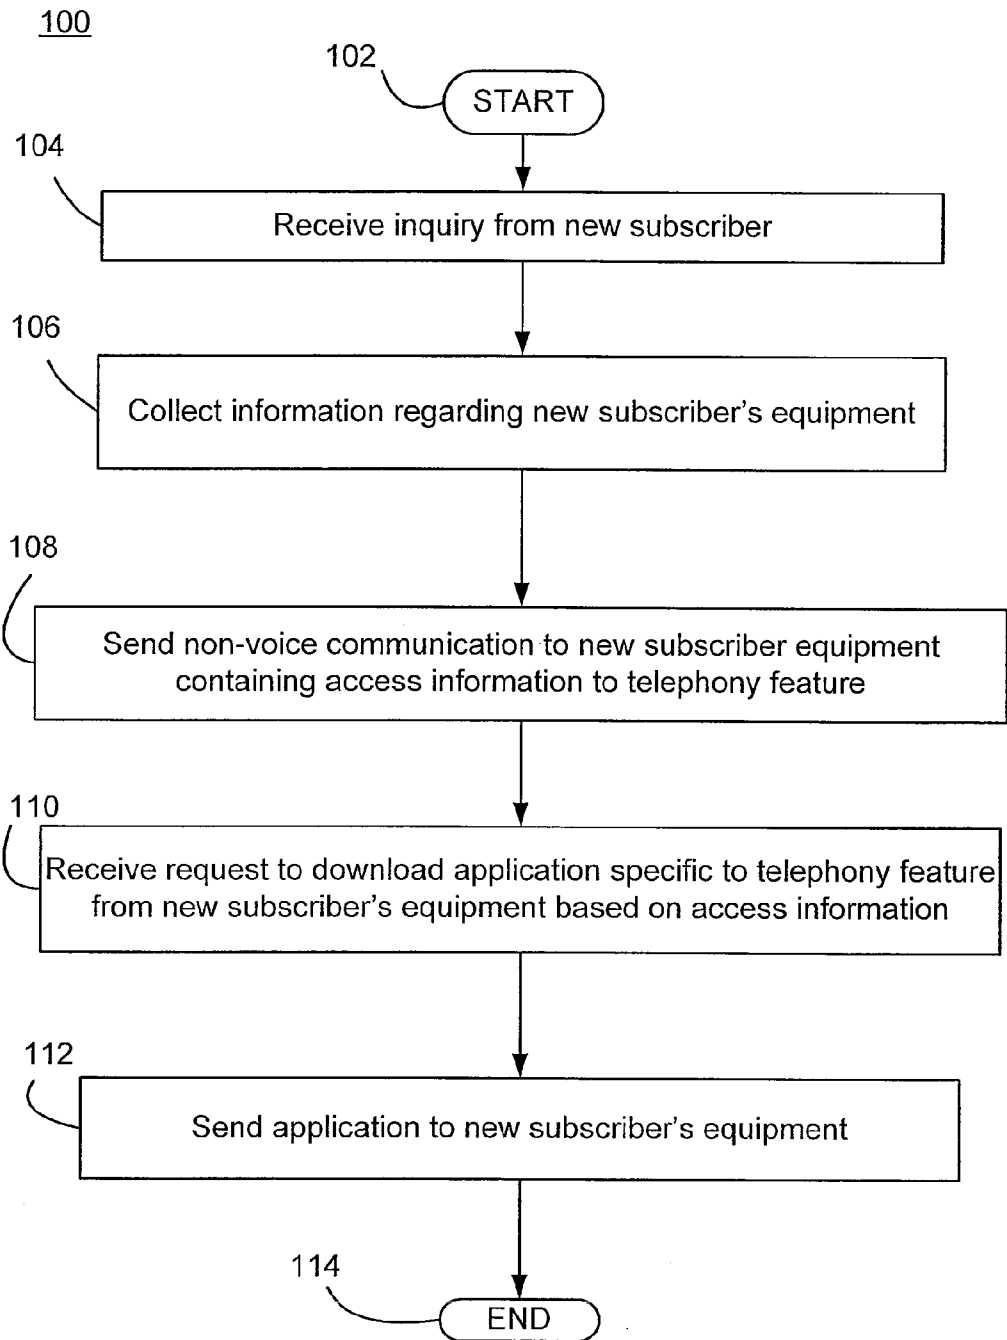 100
102
START
104
Receive inquiry from new subscriber
106
Collect information regarding new subscriber's equipment
108
Send non-voice communication to new subscriber equipment
containing access information to telephony feature
110
Receive request to download application specific to telephony feature
from new subscriber's equipment based on access information
112
Send application to new subscriber's equipment
114
END